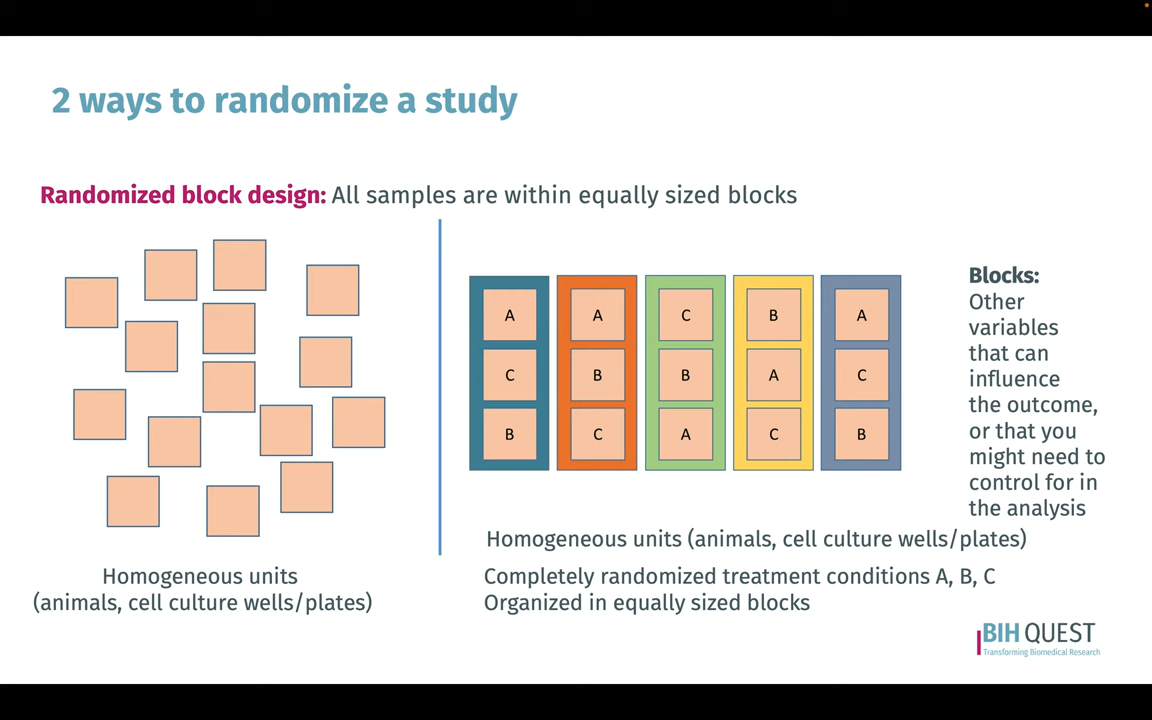 2 ways to randomize a study
Randomized block design: All samples are within equally sized blocks
A
A
C
B
A
C
B
B
A
C
B
C
A
C
B
Blocks:
Other
variables
that can
influence
the outcome,
or that you
might need to
control for in
the analysis
Homogeneous units (animals, cell culture wells/plates)
Homogeneous units
(animals, cell culture wells/plates)
Completely randomized treatment conditions A, B, C
Organized in equally sized blocks
BIH QUEST
Transforming Biomedical Research